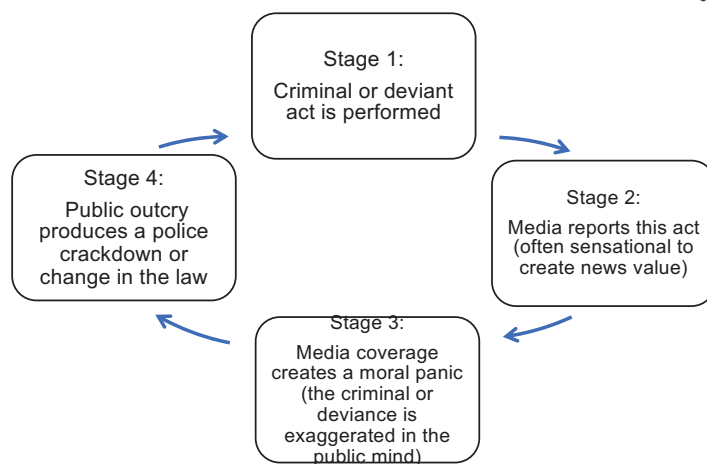 Stage 1:
Criminal or deviant
act is performed
Stage 2:
Media reports this act
(often sensational to
create news value)
Stage 3:
Media coverage
creates a moral panic
(the criminal or
deviance is
exaggerated in the
public mind)
Stage 4:
Public outcry
produces a police
crackdown or
change in the law